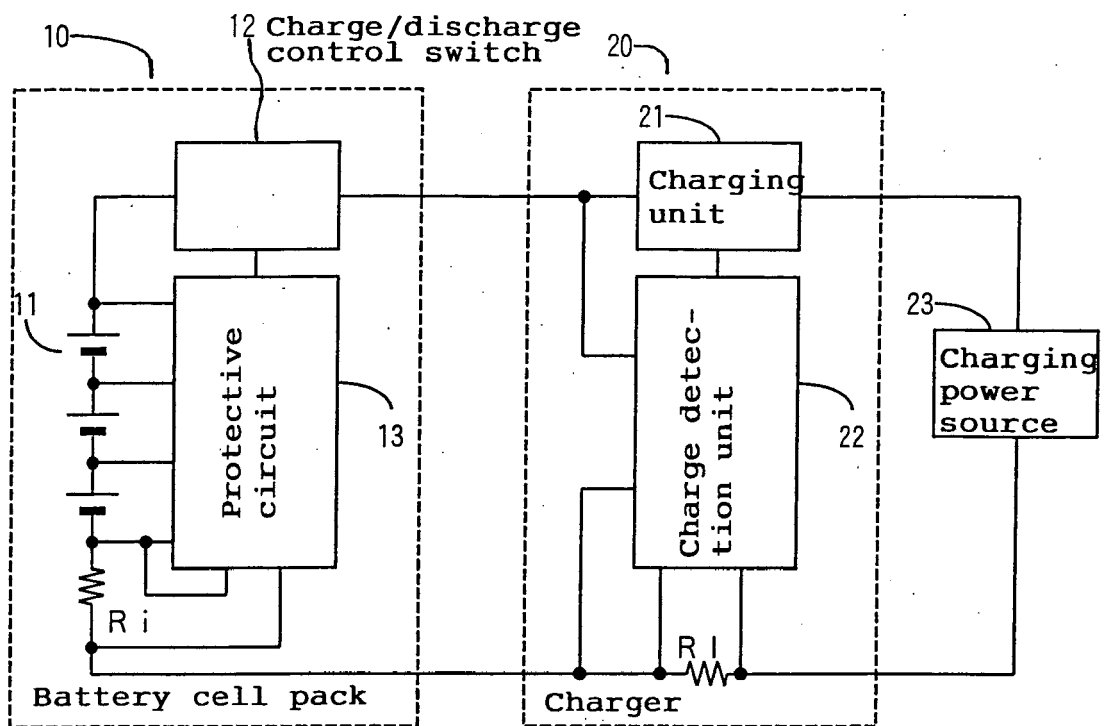 10
12 Charge/discharge
control switch
20
21
Charging
unit
11
23
Charging
power
source
Protective
circuit
13
Charge detec-
tion unit
22
R i
R I
Battery cell pack
Charger